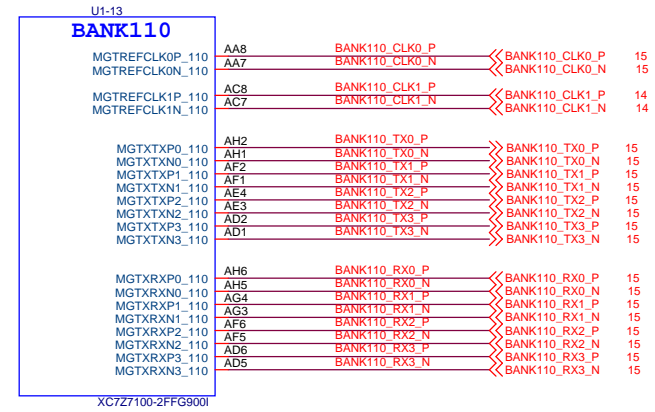 U1-13
BANK110
MGTREFCLK0P_110 AA8 BANK110_CLK0_P BANK110_CLK0_P 15
MGTREFCLK0N_110 AA7 BANK110_CLK0_N BANK110_CLK0_N 15
MGTREFCLK1P_110 AC8 BANK110_CLK1_P BANK110_CLK1_P 14
MGTREFCLK1N_110 AC7 BANK110_CLK1_N BANK110_CLK1_N 14
MGTXTXP0_110 AH2 BANK110_TX0_P BANK110_TX0_P 15
MGTXTXN0_110 AH1 BANK110_TX0_N BANK110_TX0_N 15
MGTXTXP1_110 AF2 BANK110_TX1_P BANK110_TX1_P 15
MGTXTXN1_110 AF1 BANK110_TX1_N BANK110_TX1_N 15
MGTXTXP2_110 AE4 BANK110_TX2_P BANK110_TX2_P 15
MGTXTXN2_110 AE3 BANK110_TX2_N BANK110_TX2_N 15
MGTXTXP3_110 AD2 BANK110_TX3_P BANK110_TX3_P 15
MGTXTXN3_110 AD1 BANK110_TX3_N BANK110_TX3_N 15
MGTXRXP0_110 AH6 BANK110_RX0_P BANK110_RX0_P 15
MGTXRXN0_110 AH5 BANK110_RX0_N BANK110_RX0_N 15
MGTXRXP1_110 AG4 BANK110_RX1_P BANK110_RX1_P 15
MGTXRXN1_110 AG3 BANK110_RX1_N BANK110_RX1_N 15
MGTXRXP2_110 AF6 BANK110_RX2_P BANK110_RX2_P 15
MGTXRXN2_110 AF5 BANK110_RX2_N BANK110_RX2_N 15
MGTXRXP3_110 AD6 BANK110_RX3_P BANK110_RX3_P 15
MGTXRXN3_110 AD5 BANK110_RX3_N BANK110_RX3_N 15
XC7Z7100-2FFG900I